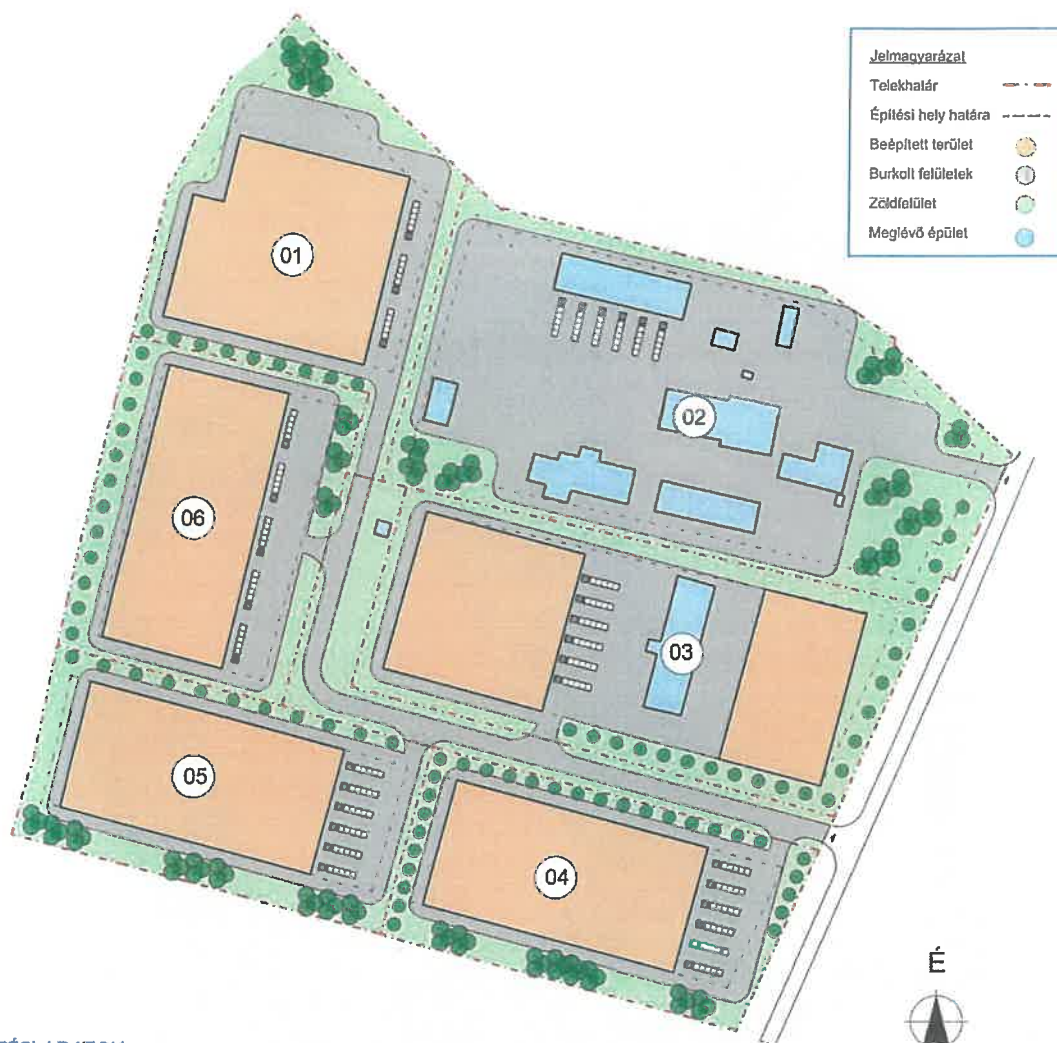 Jelmagyarázat
Telekhatár
Építési hely határa
Beépített terület
Burkolt felületek
Zöldfelület
Meglévő épület
01
02
06
03
05
04
É